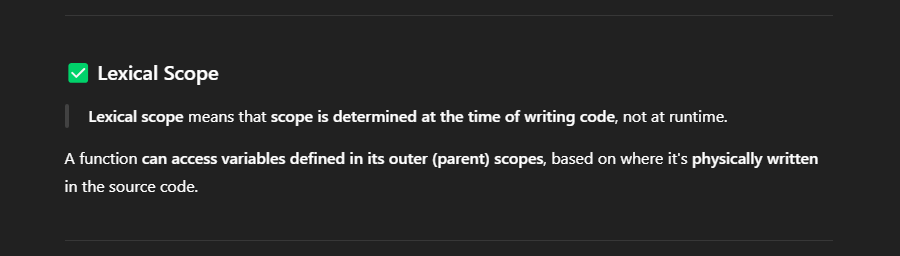 ✅ Lexical Scope
Lexical scope means that scope is determined at the time of writing code, not at runtime.
A function can access variables defined in its outer (parent) scopes, based on where it's physically written
in the source code.